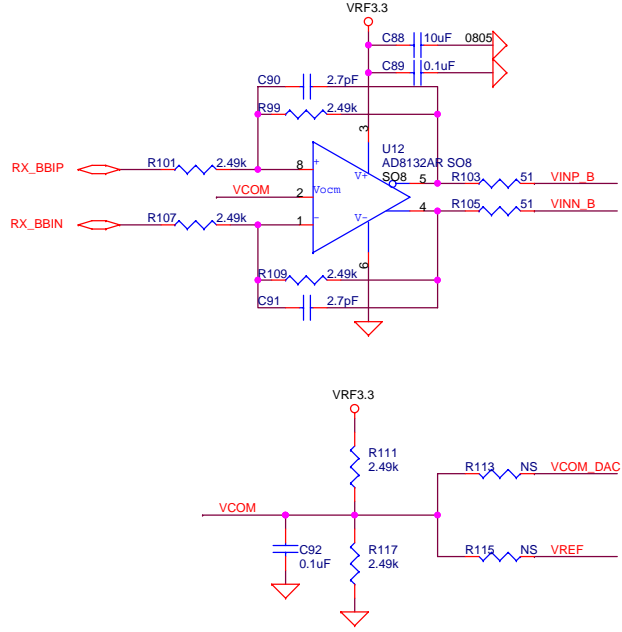 VRF3.3
C88 10uF 0805
C89 0.1uF
C90 2.7pF
R99 2.49k
3
U12
AD8132AR SO8
SO8
RX_BBIP R101 2.49k 8 + V+ 5 R103 51 VINP_B
VCOM 2 Vocm
RX_BBIN R107 2.49k 1 - V- 4 R105 51 VINN_B
6
R109 2.49k
C91 2.7pF
VRF3.3
R111
2.49k
R113 NS VCOM_DAC
VCOM
C92
0.1uF
R117
2.49k
R115 NS VREF